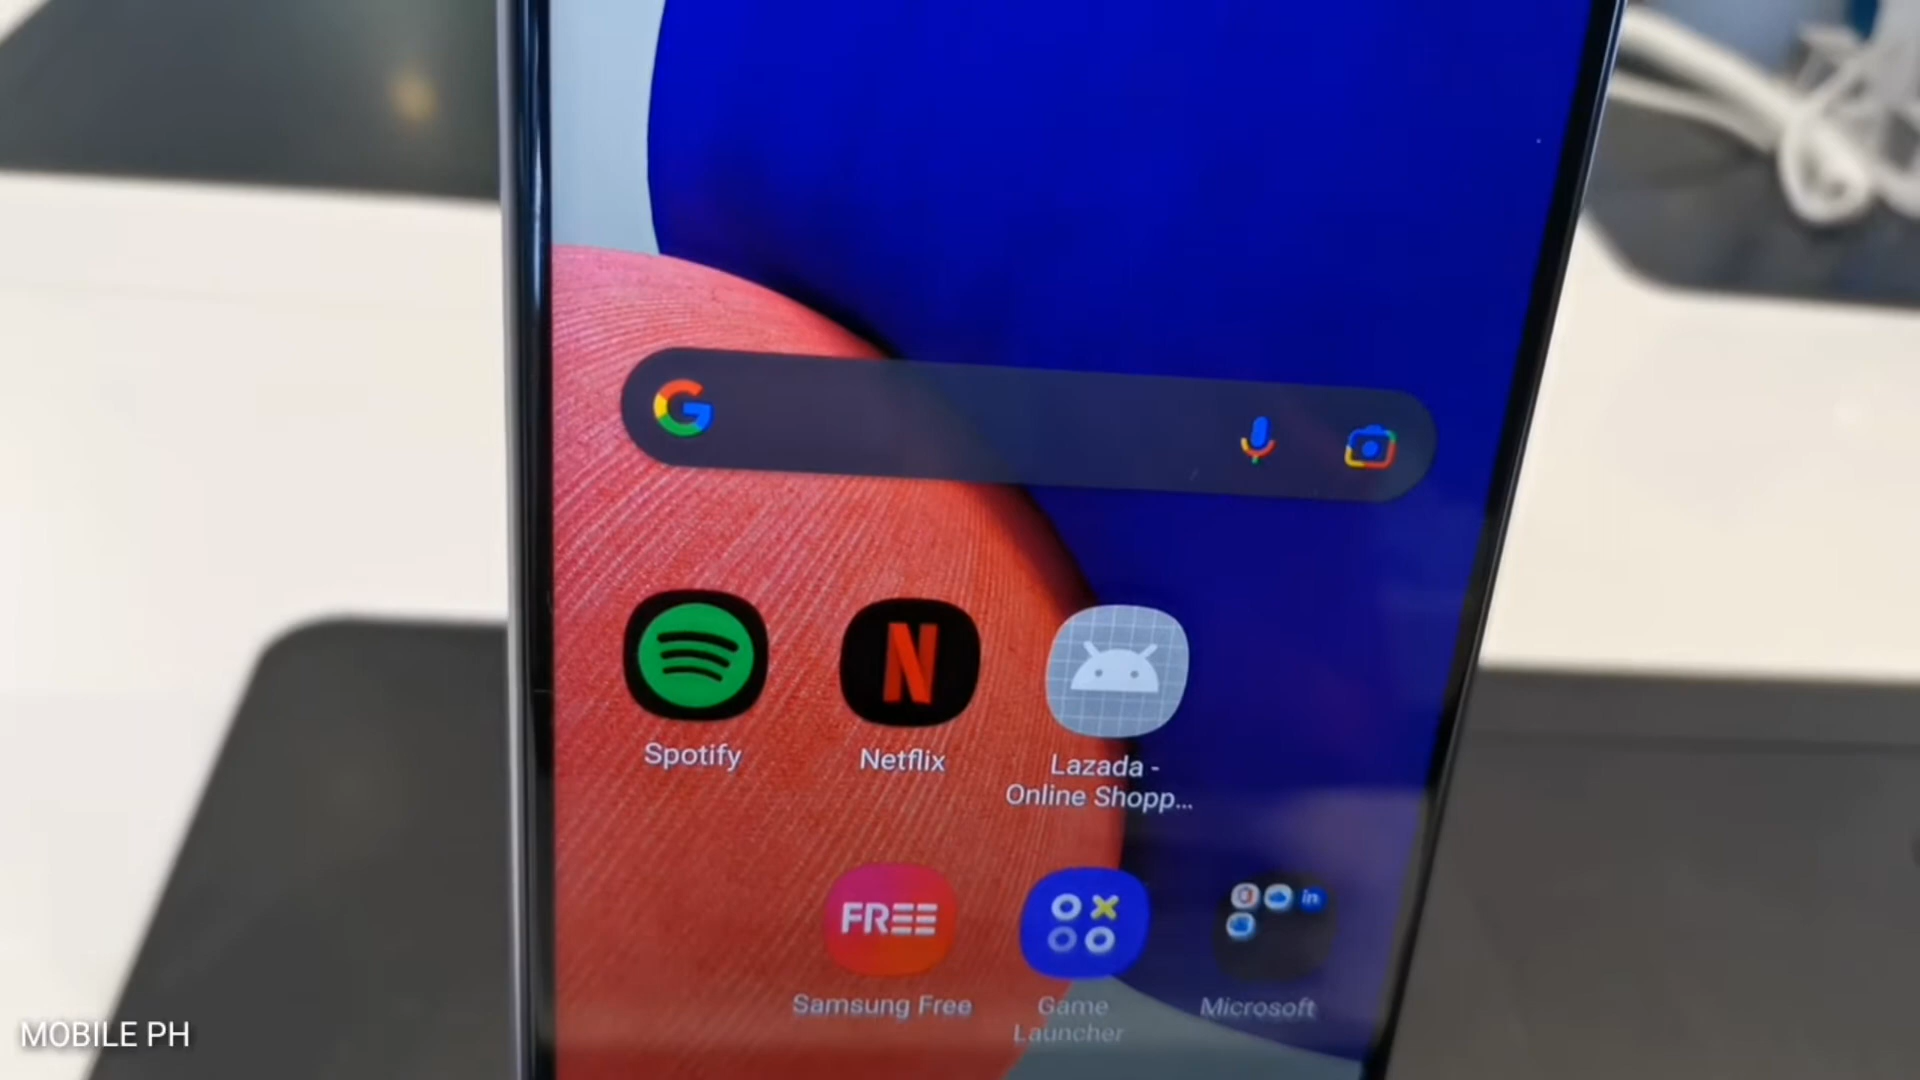 G
Spotify
Netflix
Lazada -
Online Shopp...
N
FREE
in
Samsung Free
Game
Launcher
Microsoft
MOBILE PH